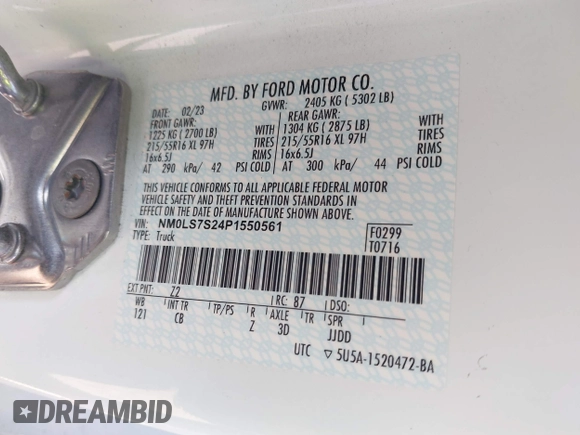 MFD. BY FORD MOTOR CO.
DATE: 02/23 GVWR: 2405 KG ( 5302 LB)
FRONT GAWR: REAR GAWR:
1225 KG ( 2700 LB) 1304 KG ( 2875 LB)
215/55R16 XL 97H TIRES 215/55R16 XL 97H TIRES
16x6.5J RIMS 16x6.5J RIMS
AT 290 kPa/ 42 PSI COLD AT 300 kPa/ 44 PSI COLD
THIS VEHICLE CONFORMS TO ALL APPLICABLE FEDERAL MOTOR
VEHICLE SAFETY AND THEFT PREVENTION STANDARDS IN
EFFECT ON THE DATE OF MANUFACTURE SHOWN ABOVE.
VIN: NM0LS7S24P1550561 F0299
TYPE: Truck T0716
EXT PNT: Z2 RC: 87 DSO:
WB INT TR TP/PS R AXLE TR SPR
121 CB Z 3D JJDD
UTC 5U5A-1520472-BA
DREAMBID